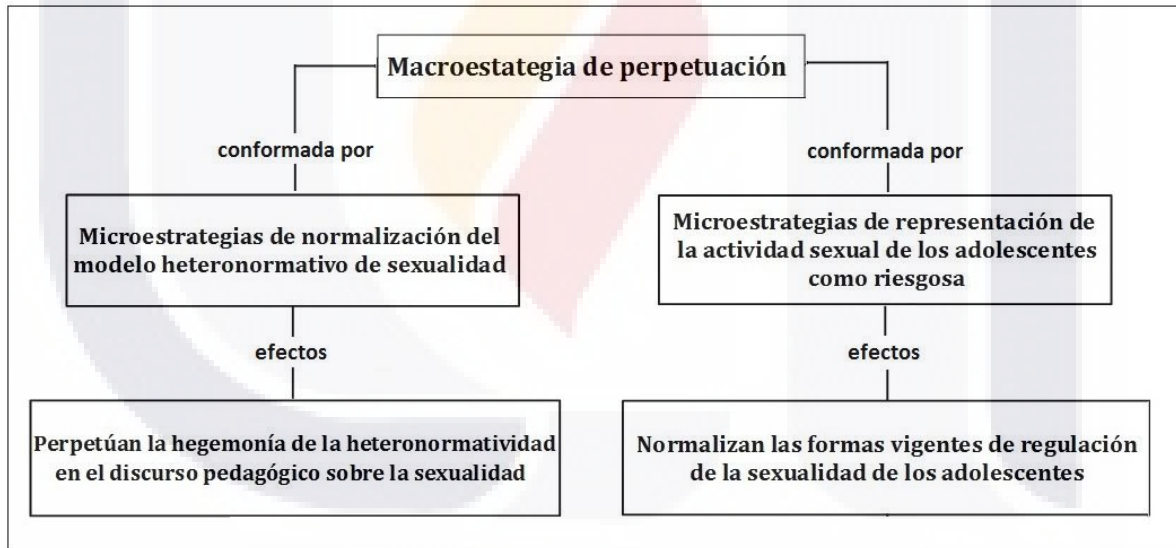 Macroestategia de perpetuación
conformada por
conformada por
Microestrategias de normalización del
modelo heteronormativo de sexualidad
Microestrategias de representación de
la actividad sexual de los adolescentes
como riesgosa
efectos
efectos
Perpetúan la hegemonía de la heteronormatividad
en el discurso pedagógico sobre la sexualidad
Normalizan las formas vigentes de regulación
de la sexualidad de los adolescentes